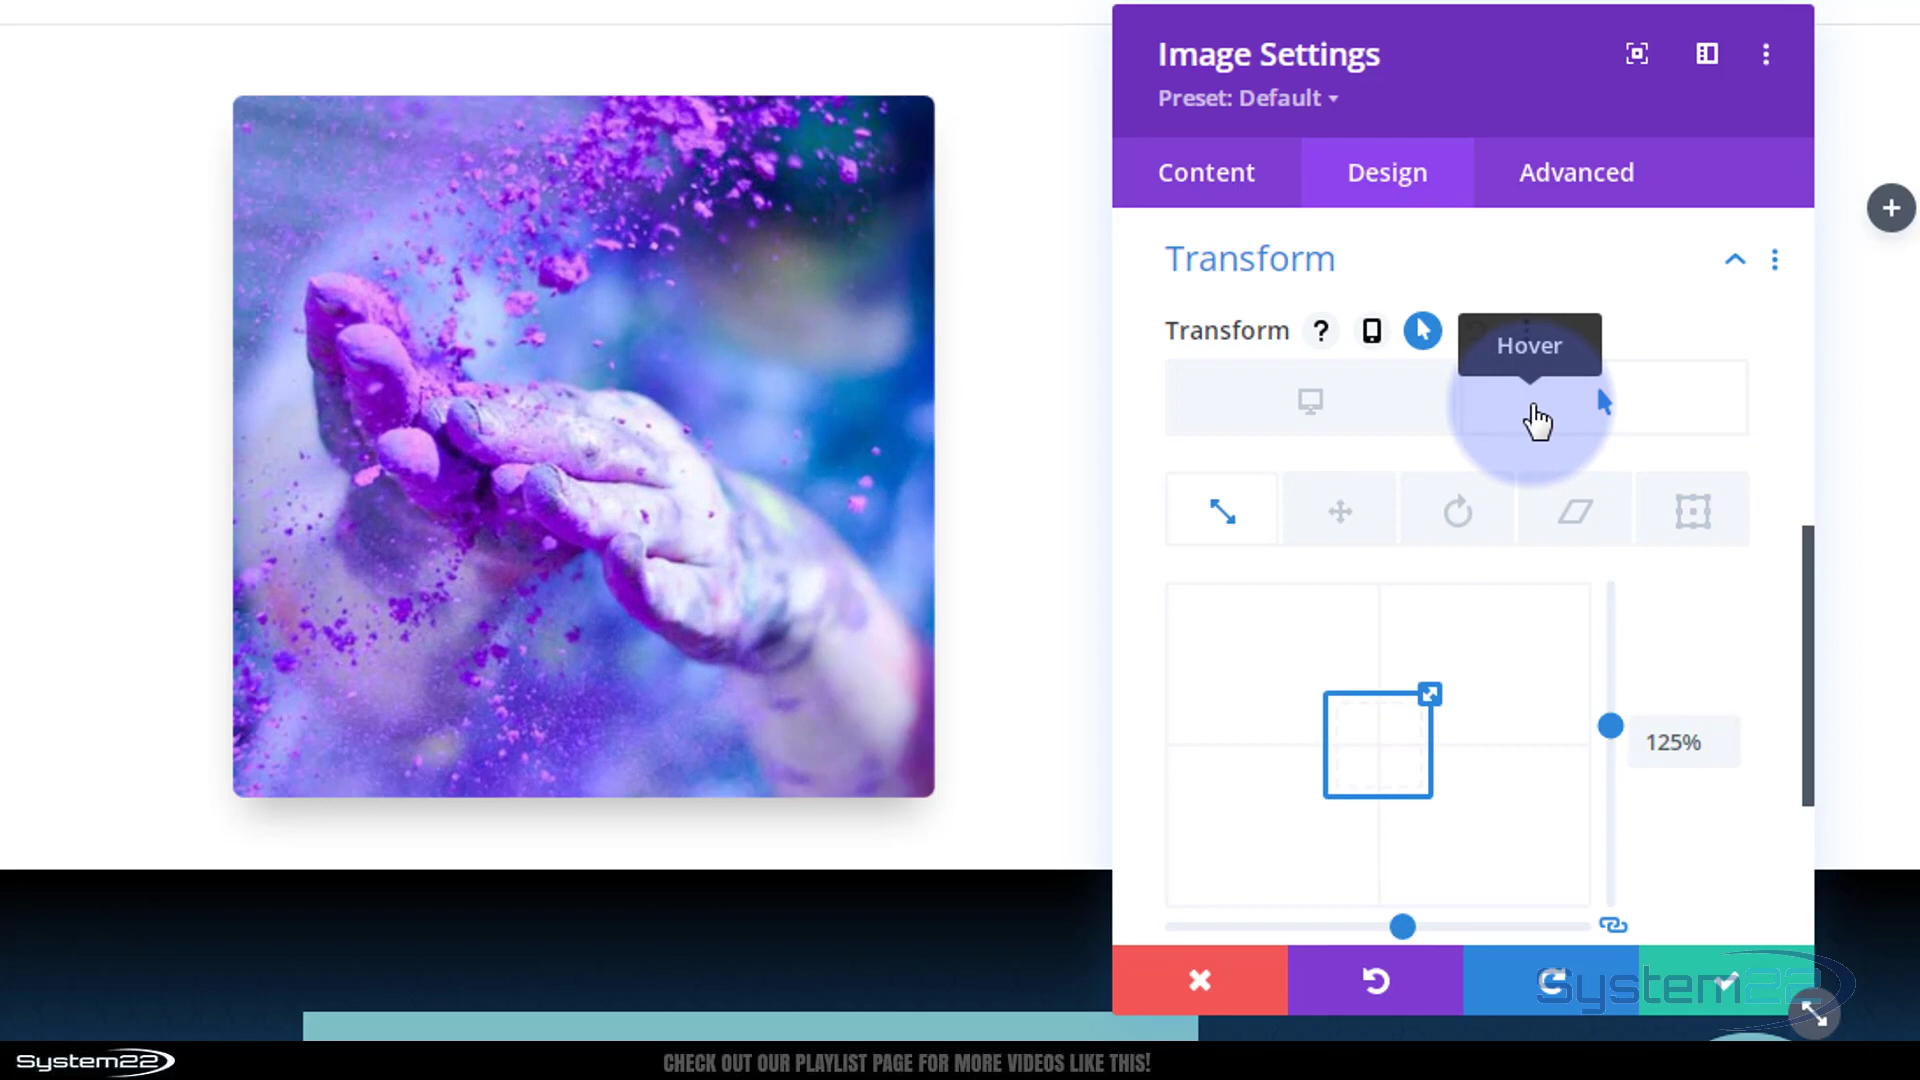 Image Settings
Preset: Default
Content
Design
Advanced
Transform
Transform ?
Hover
125%
System22
System22
CHECK OUT OUR PLAYLIST PAGE FOR MORE VIDEOS LIKE THIS!